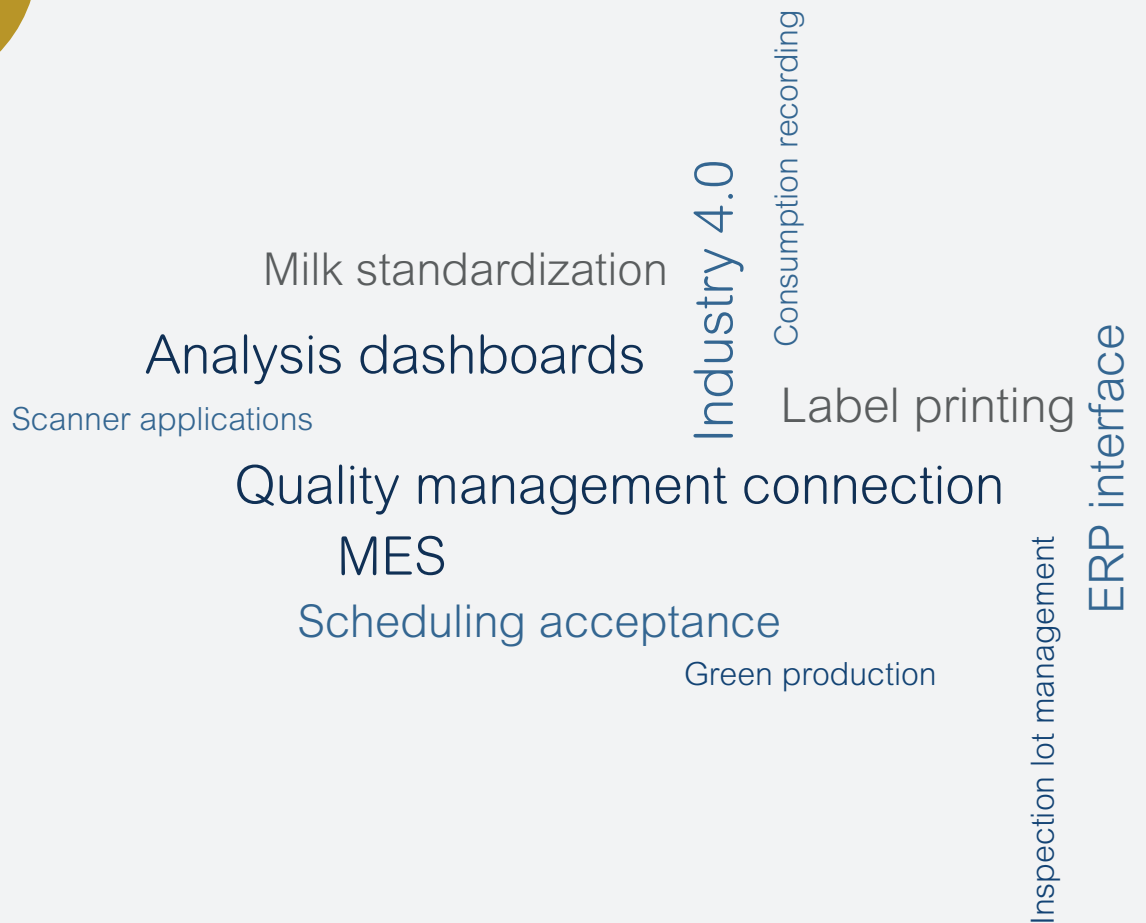 Consumption recording
Industry 4.0
Milk standardization
Analysis dashboards
Label printing
ERP interface
Scanner applications
Quality management connection
MES
Inspection lot management
Scheduling acceptance
Green production